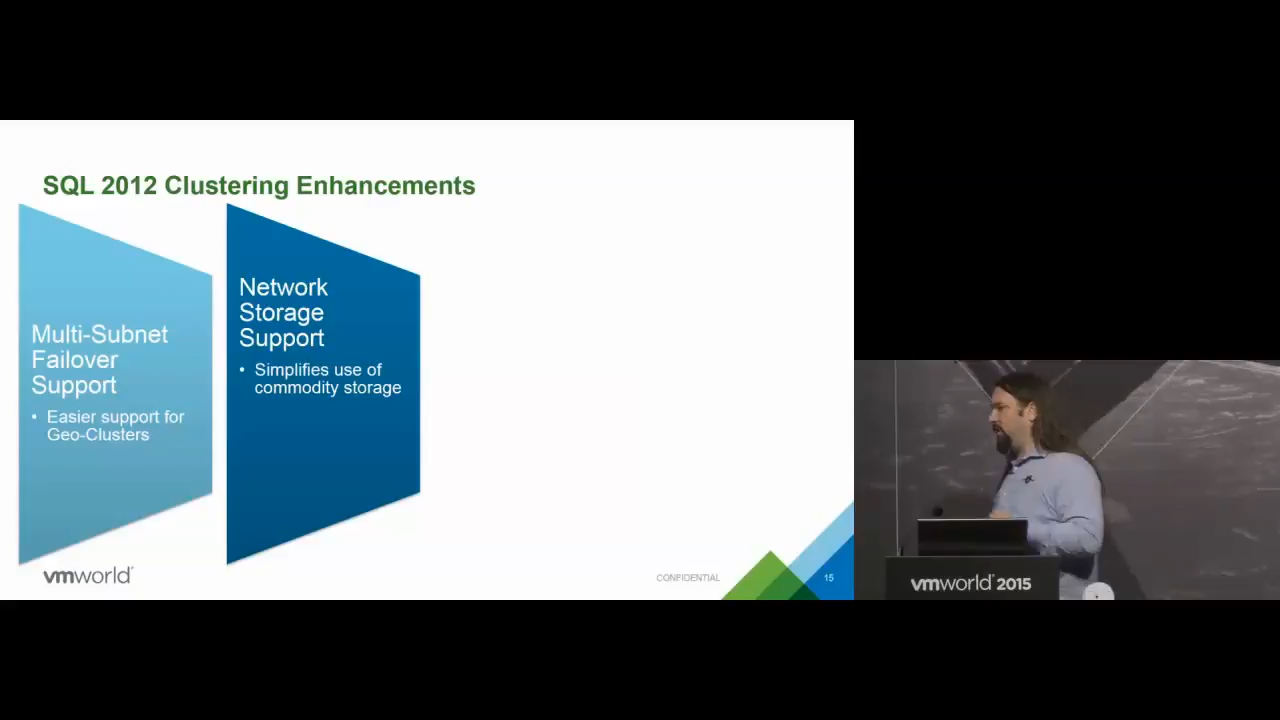 SQL 2012 Clustering Enhancements
Multi-Subnet
Failover
Support
• Easier support for
Geo-Clusters
Network
Storage
Support
• Simplifies use of
commodity storage
vmworld
CONFIDENTIAL
15
vmworld 2015